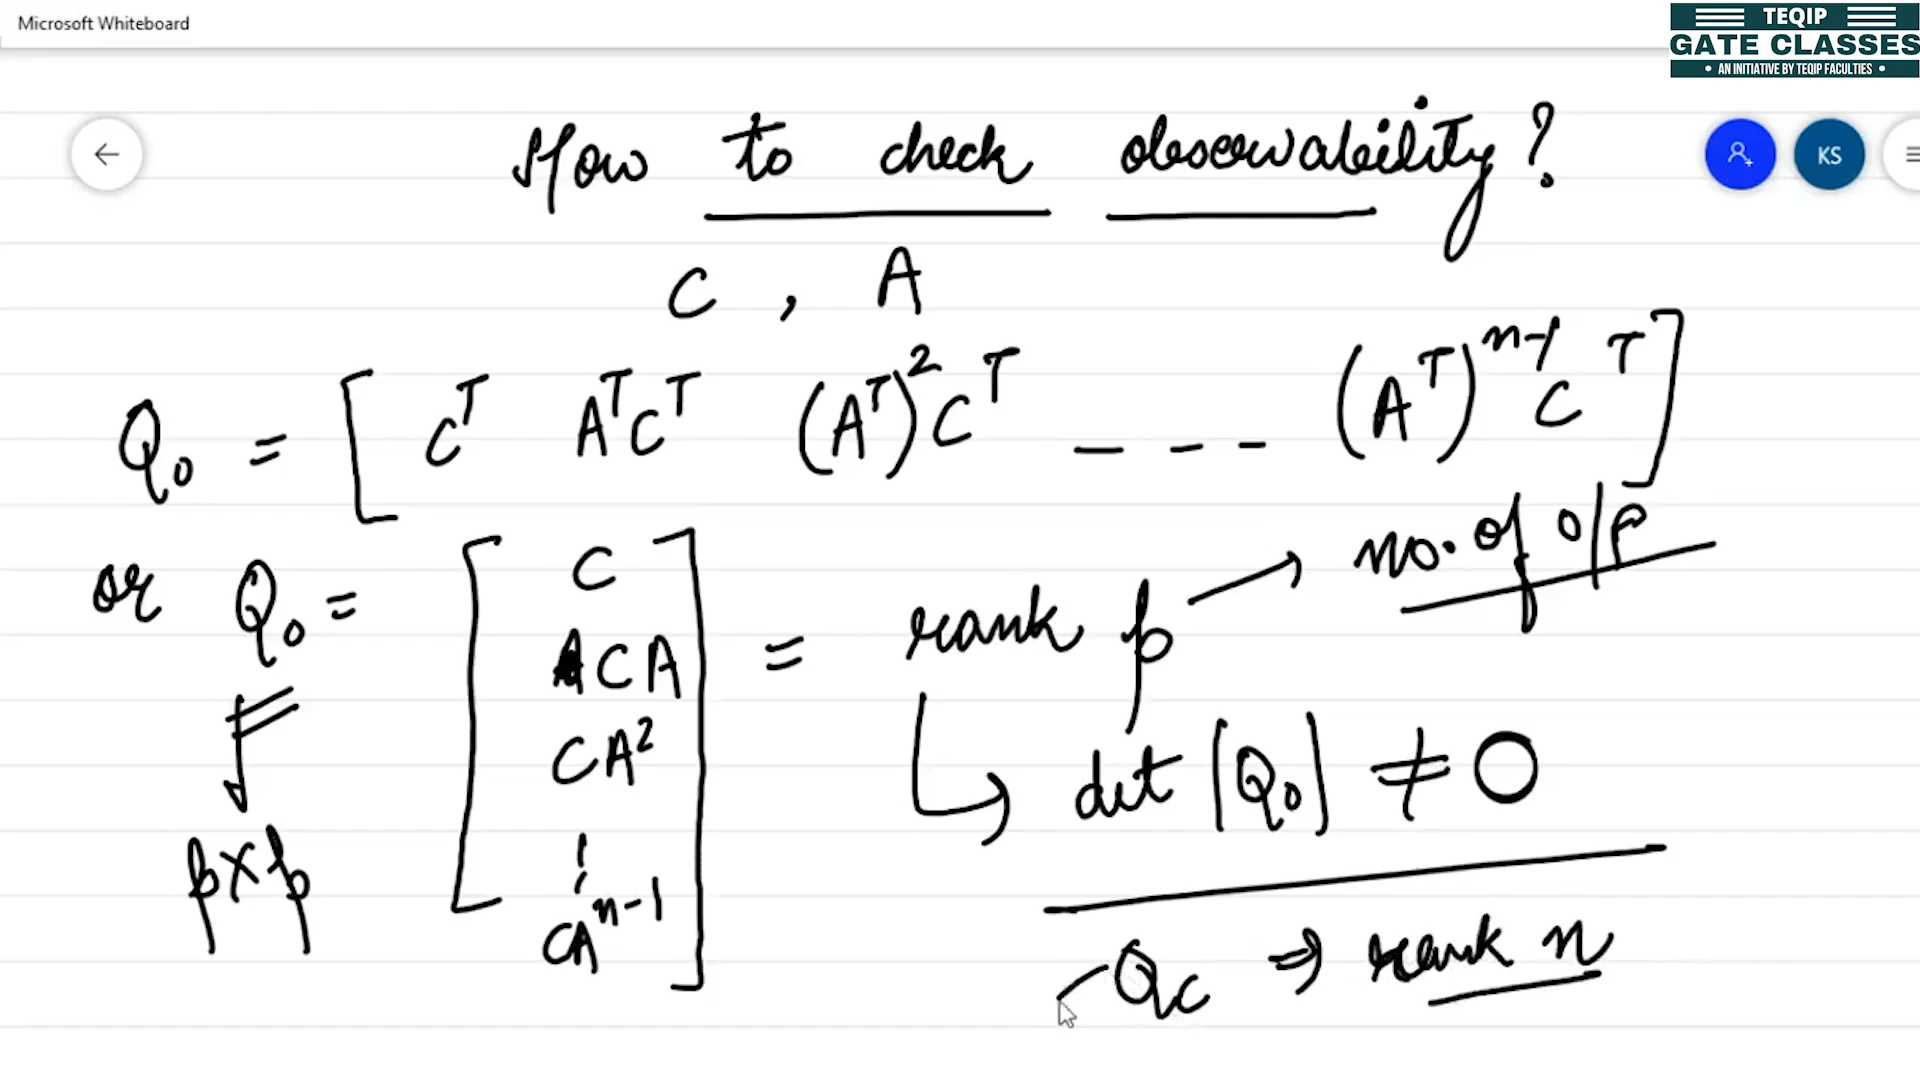 Microsoft Whiteboard
TEQIP
GATE CLASSES
• AN INITIATIVE BY TEQIP FACULTIES •
KS
How to check observability?
C , A
Q₀ = [ Cᵀ AᵀCᵀ (Aᵀ)²Cᵀ - - - - (Aᵀ)ⁿ⁻¹Cᵀ ]
or Q₀ = [ C
CA
CA²
⋮
CAⁿ⁻¹ ] = rank p → no. of o/p
↳ det |Q₀| ≠ 0
p×p
Qc ⇒ rank n